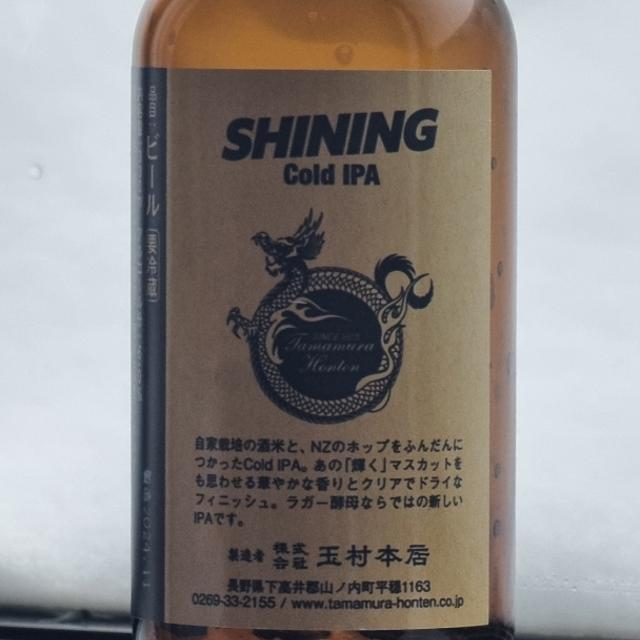 SHINING
Cold IPA
SINCE 1805
Tamamura
Honten
自家栽培の酒米と、NZのホップをふんだんに
つかったCold IPA。あの「輝く」マスカットを
も思わせる華やかな香りとクリアでドライな
フィニッシュ。ラガー酵母ならではの新しい
IPAです。
製造者 株式会社 玉村本店
長野県下高井郡山ノ内町平穏1163
0269-33-2155 / www.tamamura-honten.co.jp
ビール